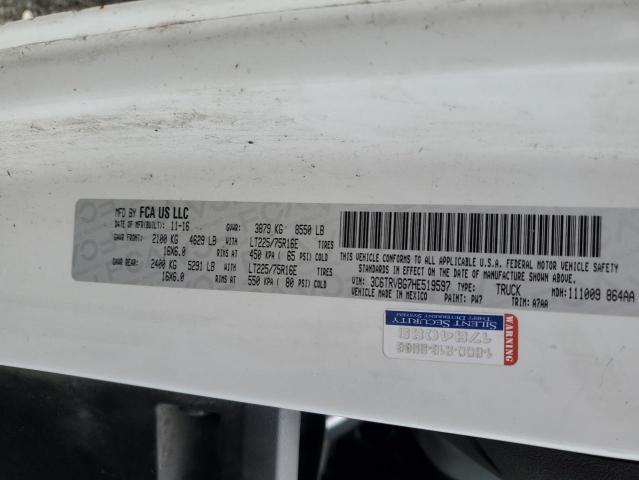 MFD BY FCA US LLC
DATE OF MFR(BUILT): 11-16 GVWR: 3879 KG 8550 LB
GAWR FRONT: 2100 KG 4629 LB WITH LT225/75R16E TIRES
16X6.0 RIMS AT 450 KPA ( 65 PSI) COLD
GAWR REAR: 2400 KG 5291 LB WITH LT225/75R16E TIRES
16X6.0 RIMS AT 550 KPA ( 80 PSI) COLD
THIS VEHICLE CONFORMS TO ALL APPLICABLE U.S.A. FEDERAL MOTOR VEHICLE SAFETY
STANDARDS IN EFFECT ON THE DATE OF MANUFACTURE SHOWN ABOVE.
VIN: 3C6TRVBG7HE519597 TYPE: TRUCK MDH: 111009 864AA
VEHICLE MADE IN MEXICO PAINT: PW7 TRIM: A7AA
WARNING
SILENT SECURITY
THEFT DETERRENT SYSTEM